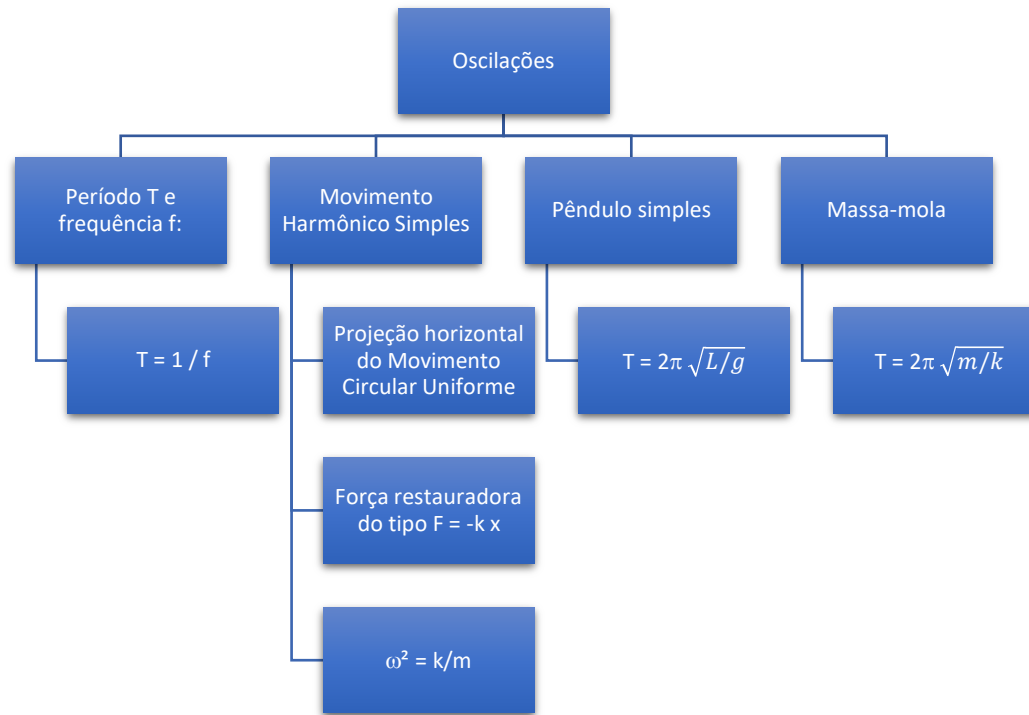 Oscilações
Período T e
frequência f:
Movimento
Harmônico Simples
Pêndulo simples
Massa-mola
T = 1 / f
Projeção horizontal
do Movimento
Circular Uniforme
T = 2π √L/g
T = 2π √m/k
Força restauradora
do tipo F = -k x
ω² = k/m